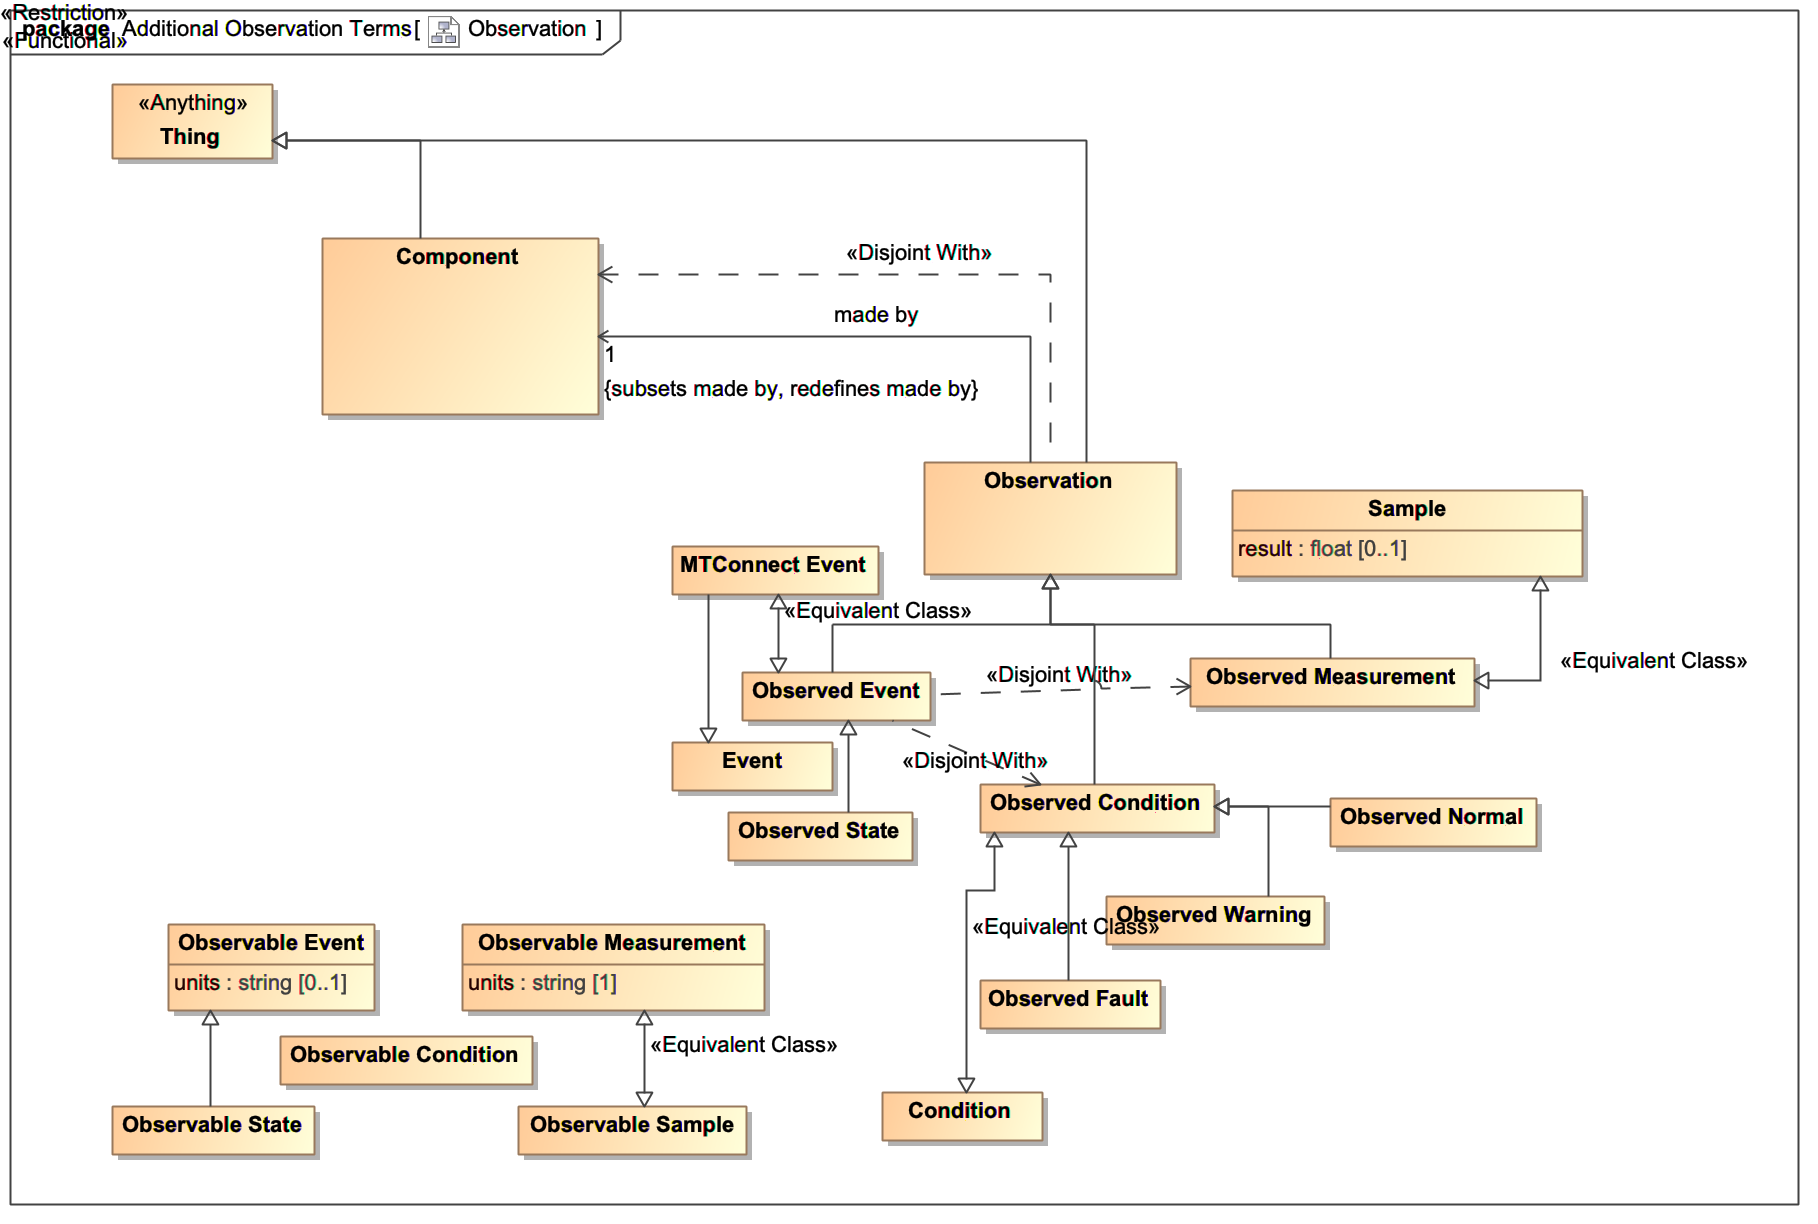 «Restriction»
package Additional Observation Terms[ Observation ]
«Functional»
«Anything»
Thing
Component
«Disjoint With»
made by
1
{subsets made by, redefines made by}
Observation
Sample
result : float [0..1]
MTConnect Event
«Equivalent Class»
«Equivalent Class»
«Disjoint With»
Observed Measurement
Observed Event
Event
«Disjoint With»
Observed Condition
Observed Normal
Observed State
Observed Warning
«Equivalent Class»
Observable Event
units : string [0..1]
Observable Measurement
units : string [1]
Observed Fault
«Equivalent Class»
Observable Condition
Condition
Observable State
Observable Sample